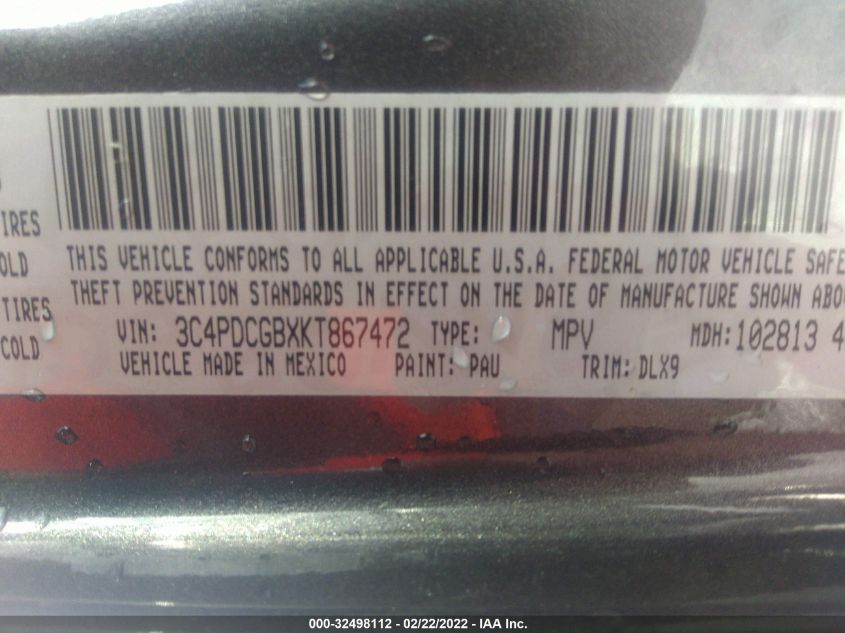 IRES
OLD
TIRES
COLD
THIS VEHICLE CONFORMS TO ALL APPLICABLE U.S.A. FEDERAL MOTOR VEHICLE SAFE
THEFT PREVENTION STANDARDS IN EFFECT ON THE DATE OF MANUFACTURE SHOWN ABO
VIN: 3C4PDCGBXKT867472 TYPE: MPV MDH:102813 4
VEHICLE MADE IN MEXICO PAINT: PAU TRIM: DLX9
000-32498112 - 02/22/2022 - IAA Inc.